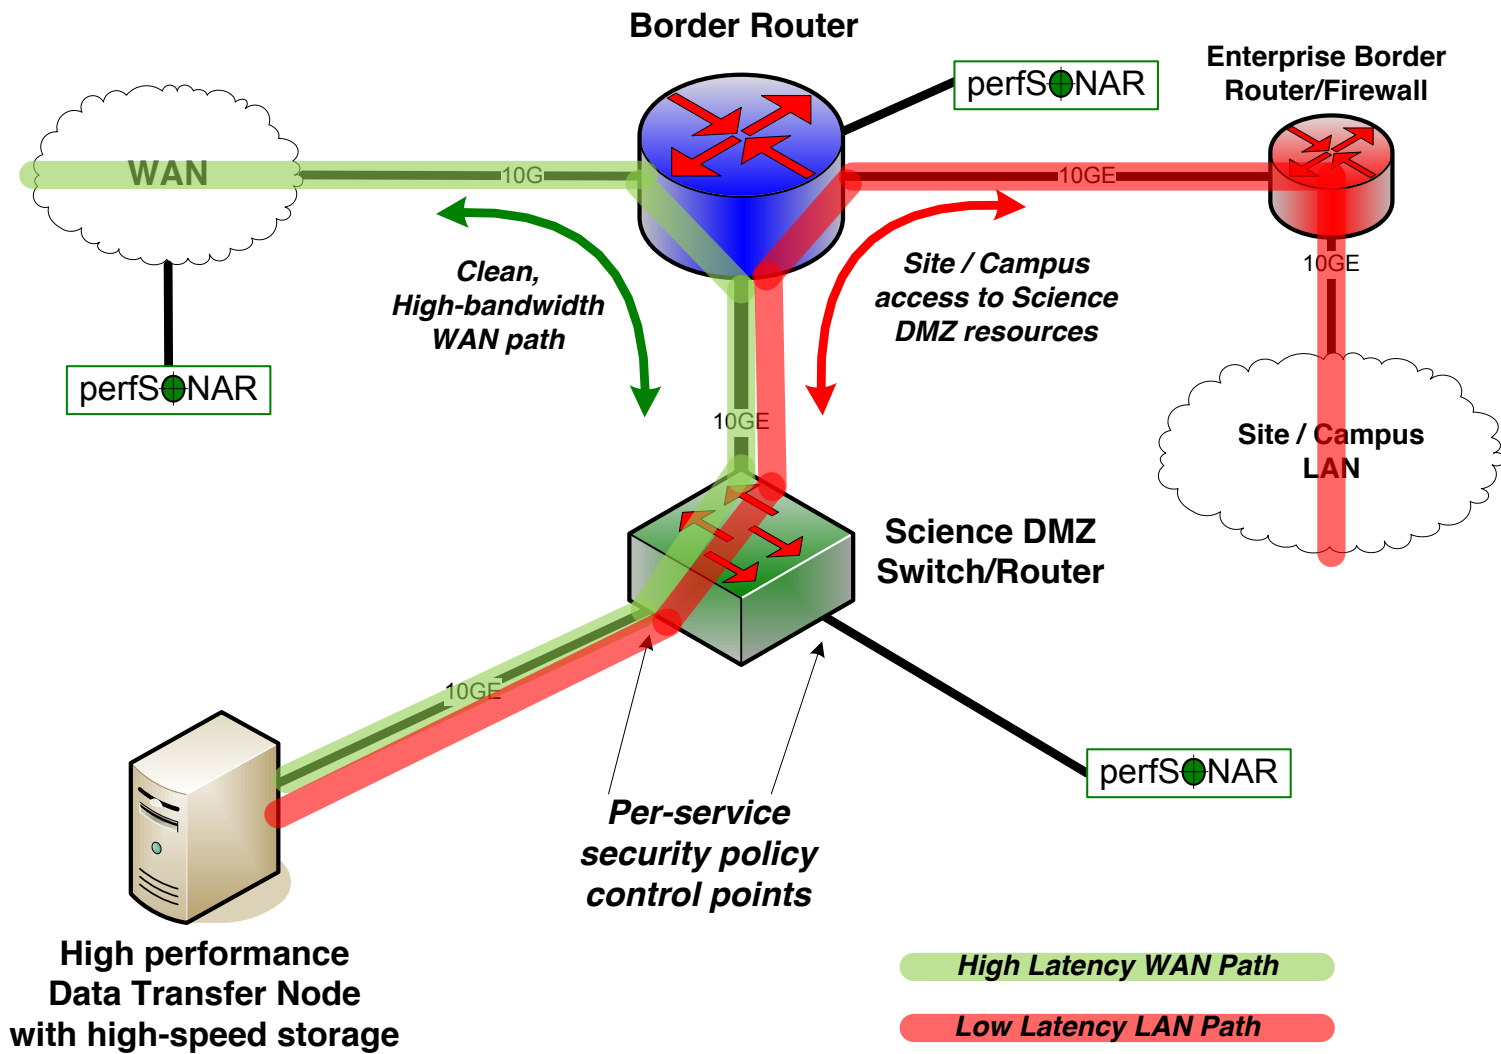 Border Router
perfSONAR
Enterprise Border
Router/Firewall
WAN
10G
10GE
10GE
Clean,
High-bandwidth
WAN path
Site / Campus
access to Science
DMZ resources
perfSONAR
10GE
Site / Campus
LAN
Science DMZ
Switch/Router
10GE
perfSONAR
Per-service
security policy
control points
High performance
Data Transfer Node
with high-speed storage
High Latency WAN Path
Low Latency LAN Path